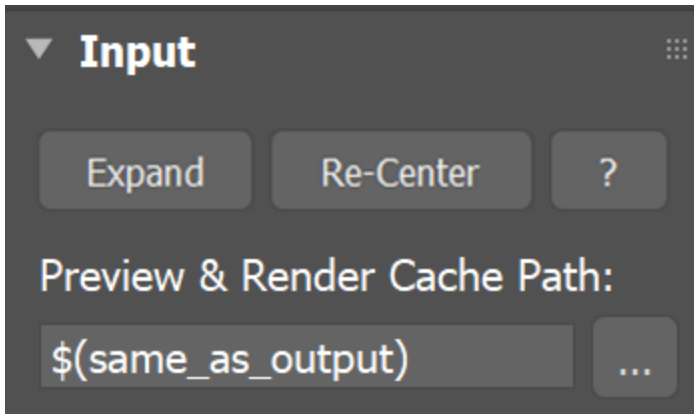 Input
Expand Re-Center ?
Preview & Render Cache Path:
$(same_as_output) ...